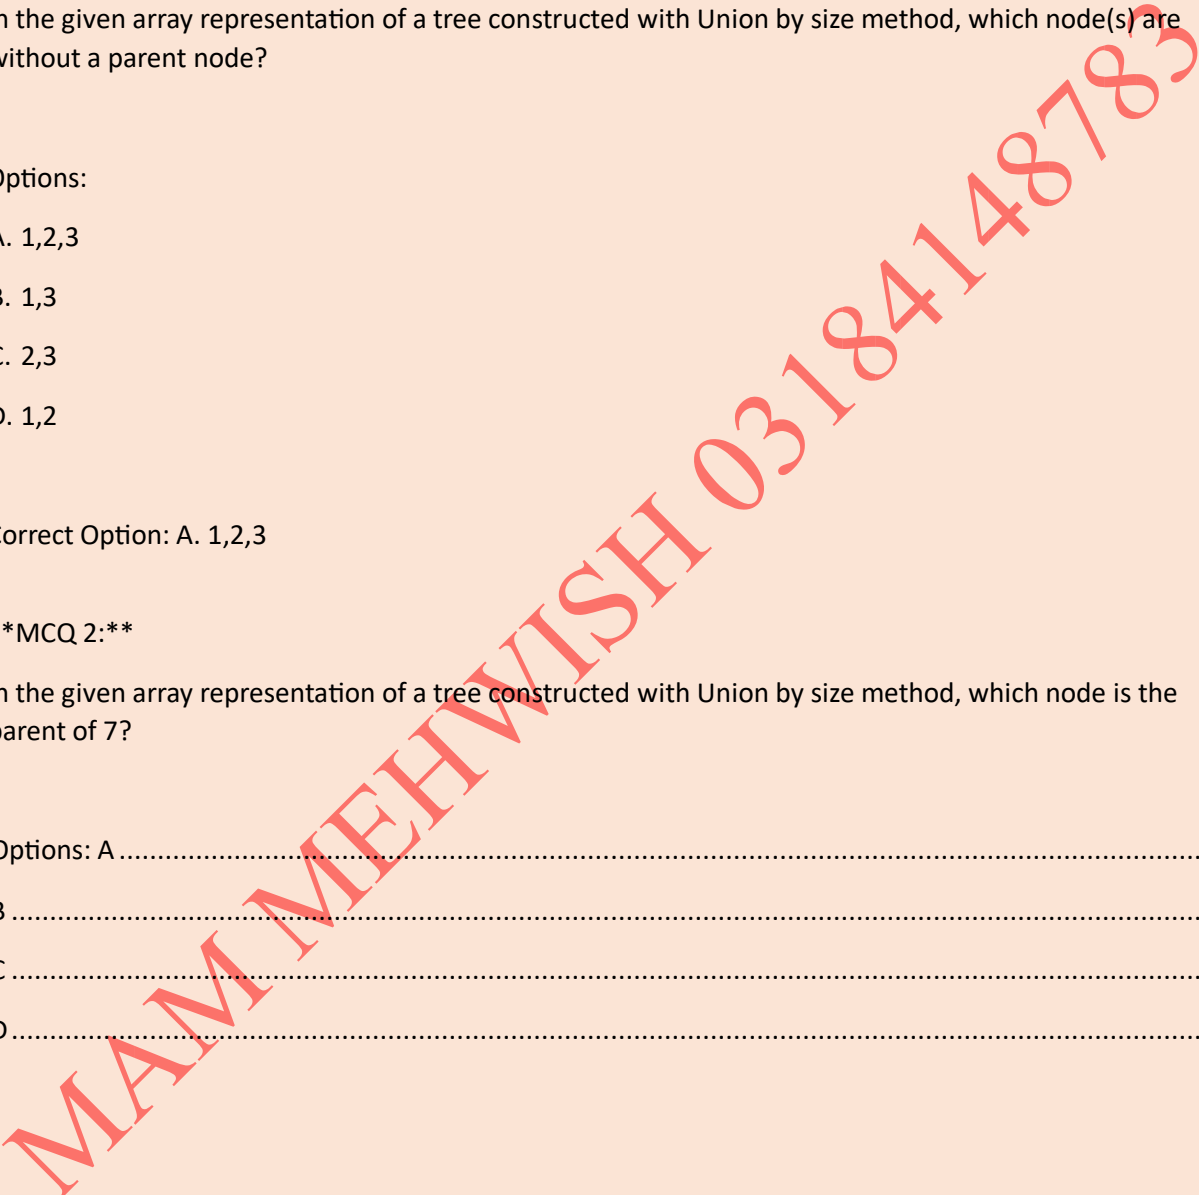 n the given array representation of a tree constructed with Union by size method, which node(s) are
without a parent node?
Options:
A. 1,2,3
B. 1,3
C. 2,3
D. 1,2
Correct Option: A. 1,2,3
*MCQ 2:**
n the given array representation of a tree constructed with Union by size method, which node is the
parent of 7?
Options: A ................................................................................
B ................................................................................
C ................................................................................
D ................................................................................
MAM MEHWISH 03184148783